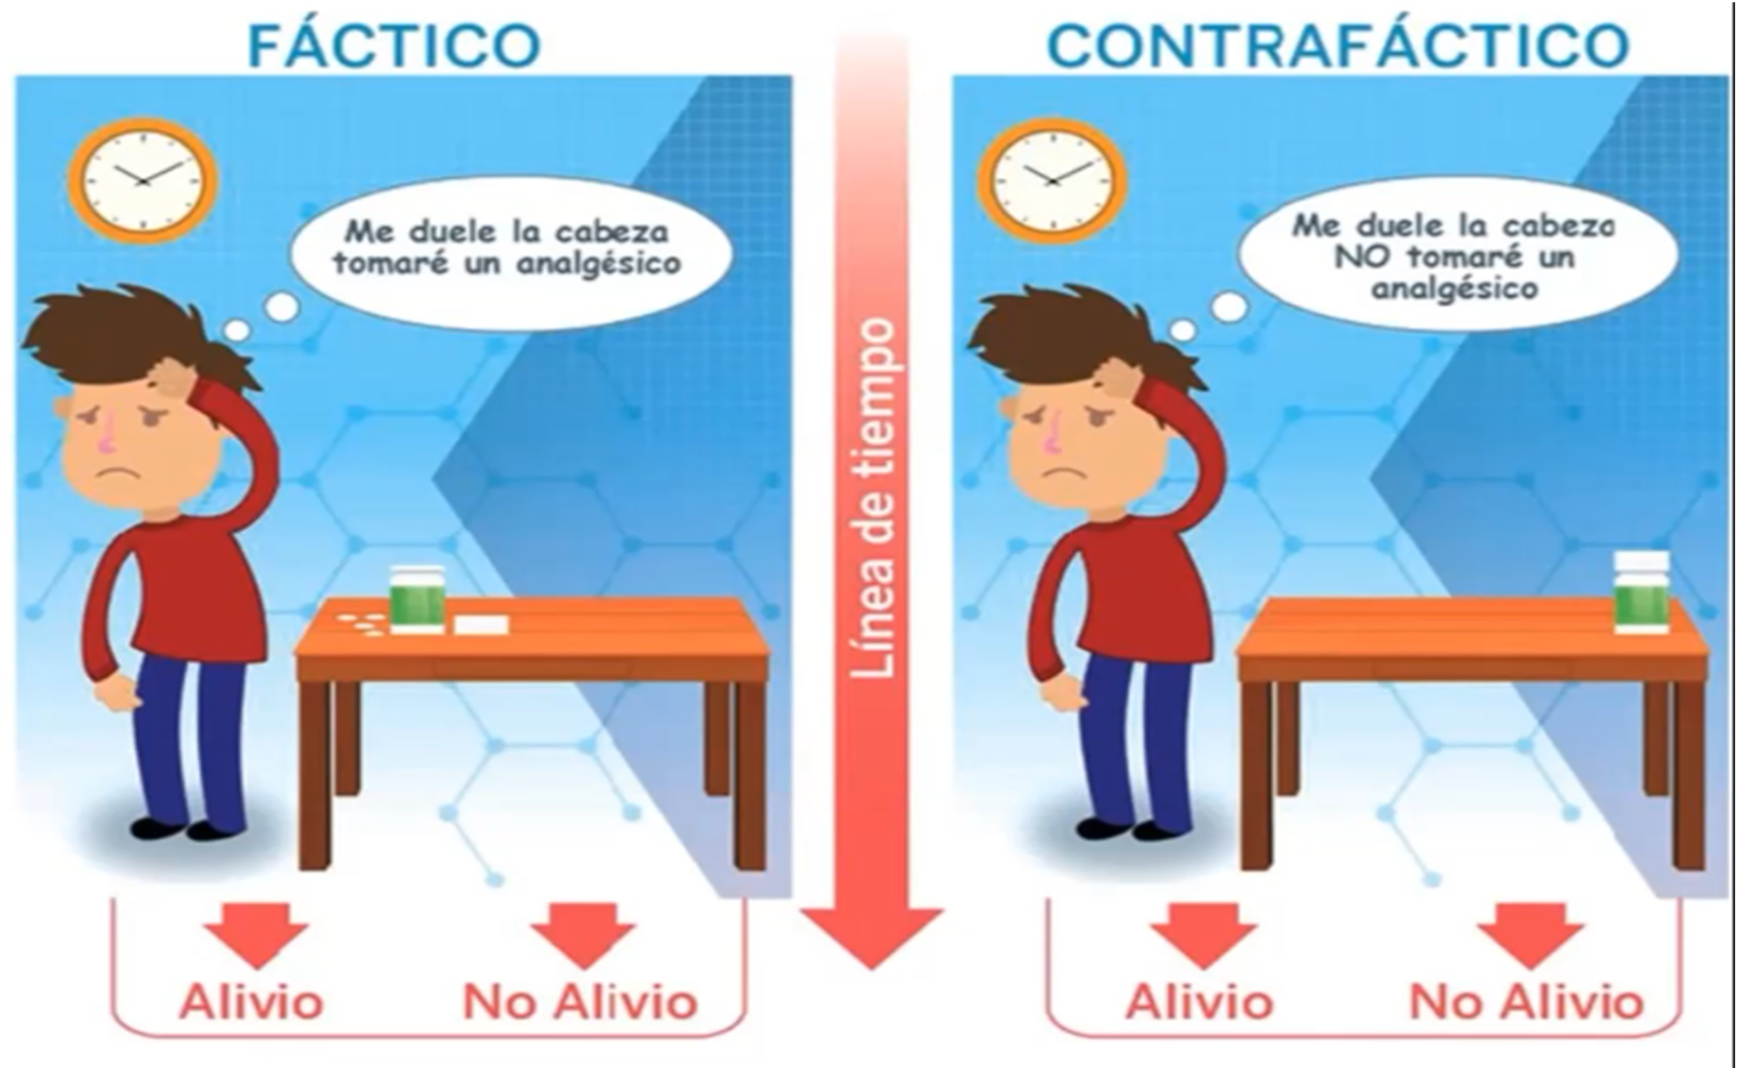 FÁCTICO
Me duele la cabeza
tomaré un analgésico
Alivio
No Alivio
Línea de tiempo
CONTRAFÁCTICO
Me duele la cabeza
NO tomaré un
analgésico
Alivio
No Alivio